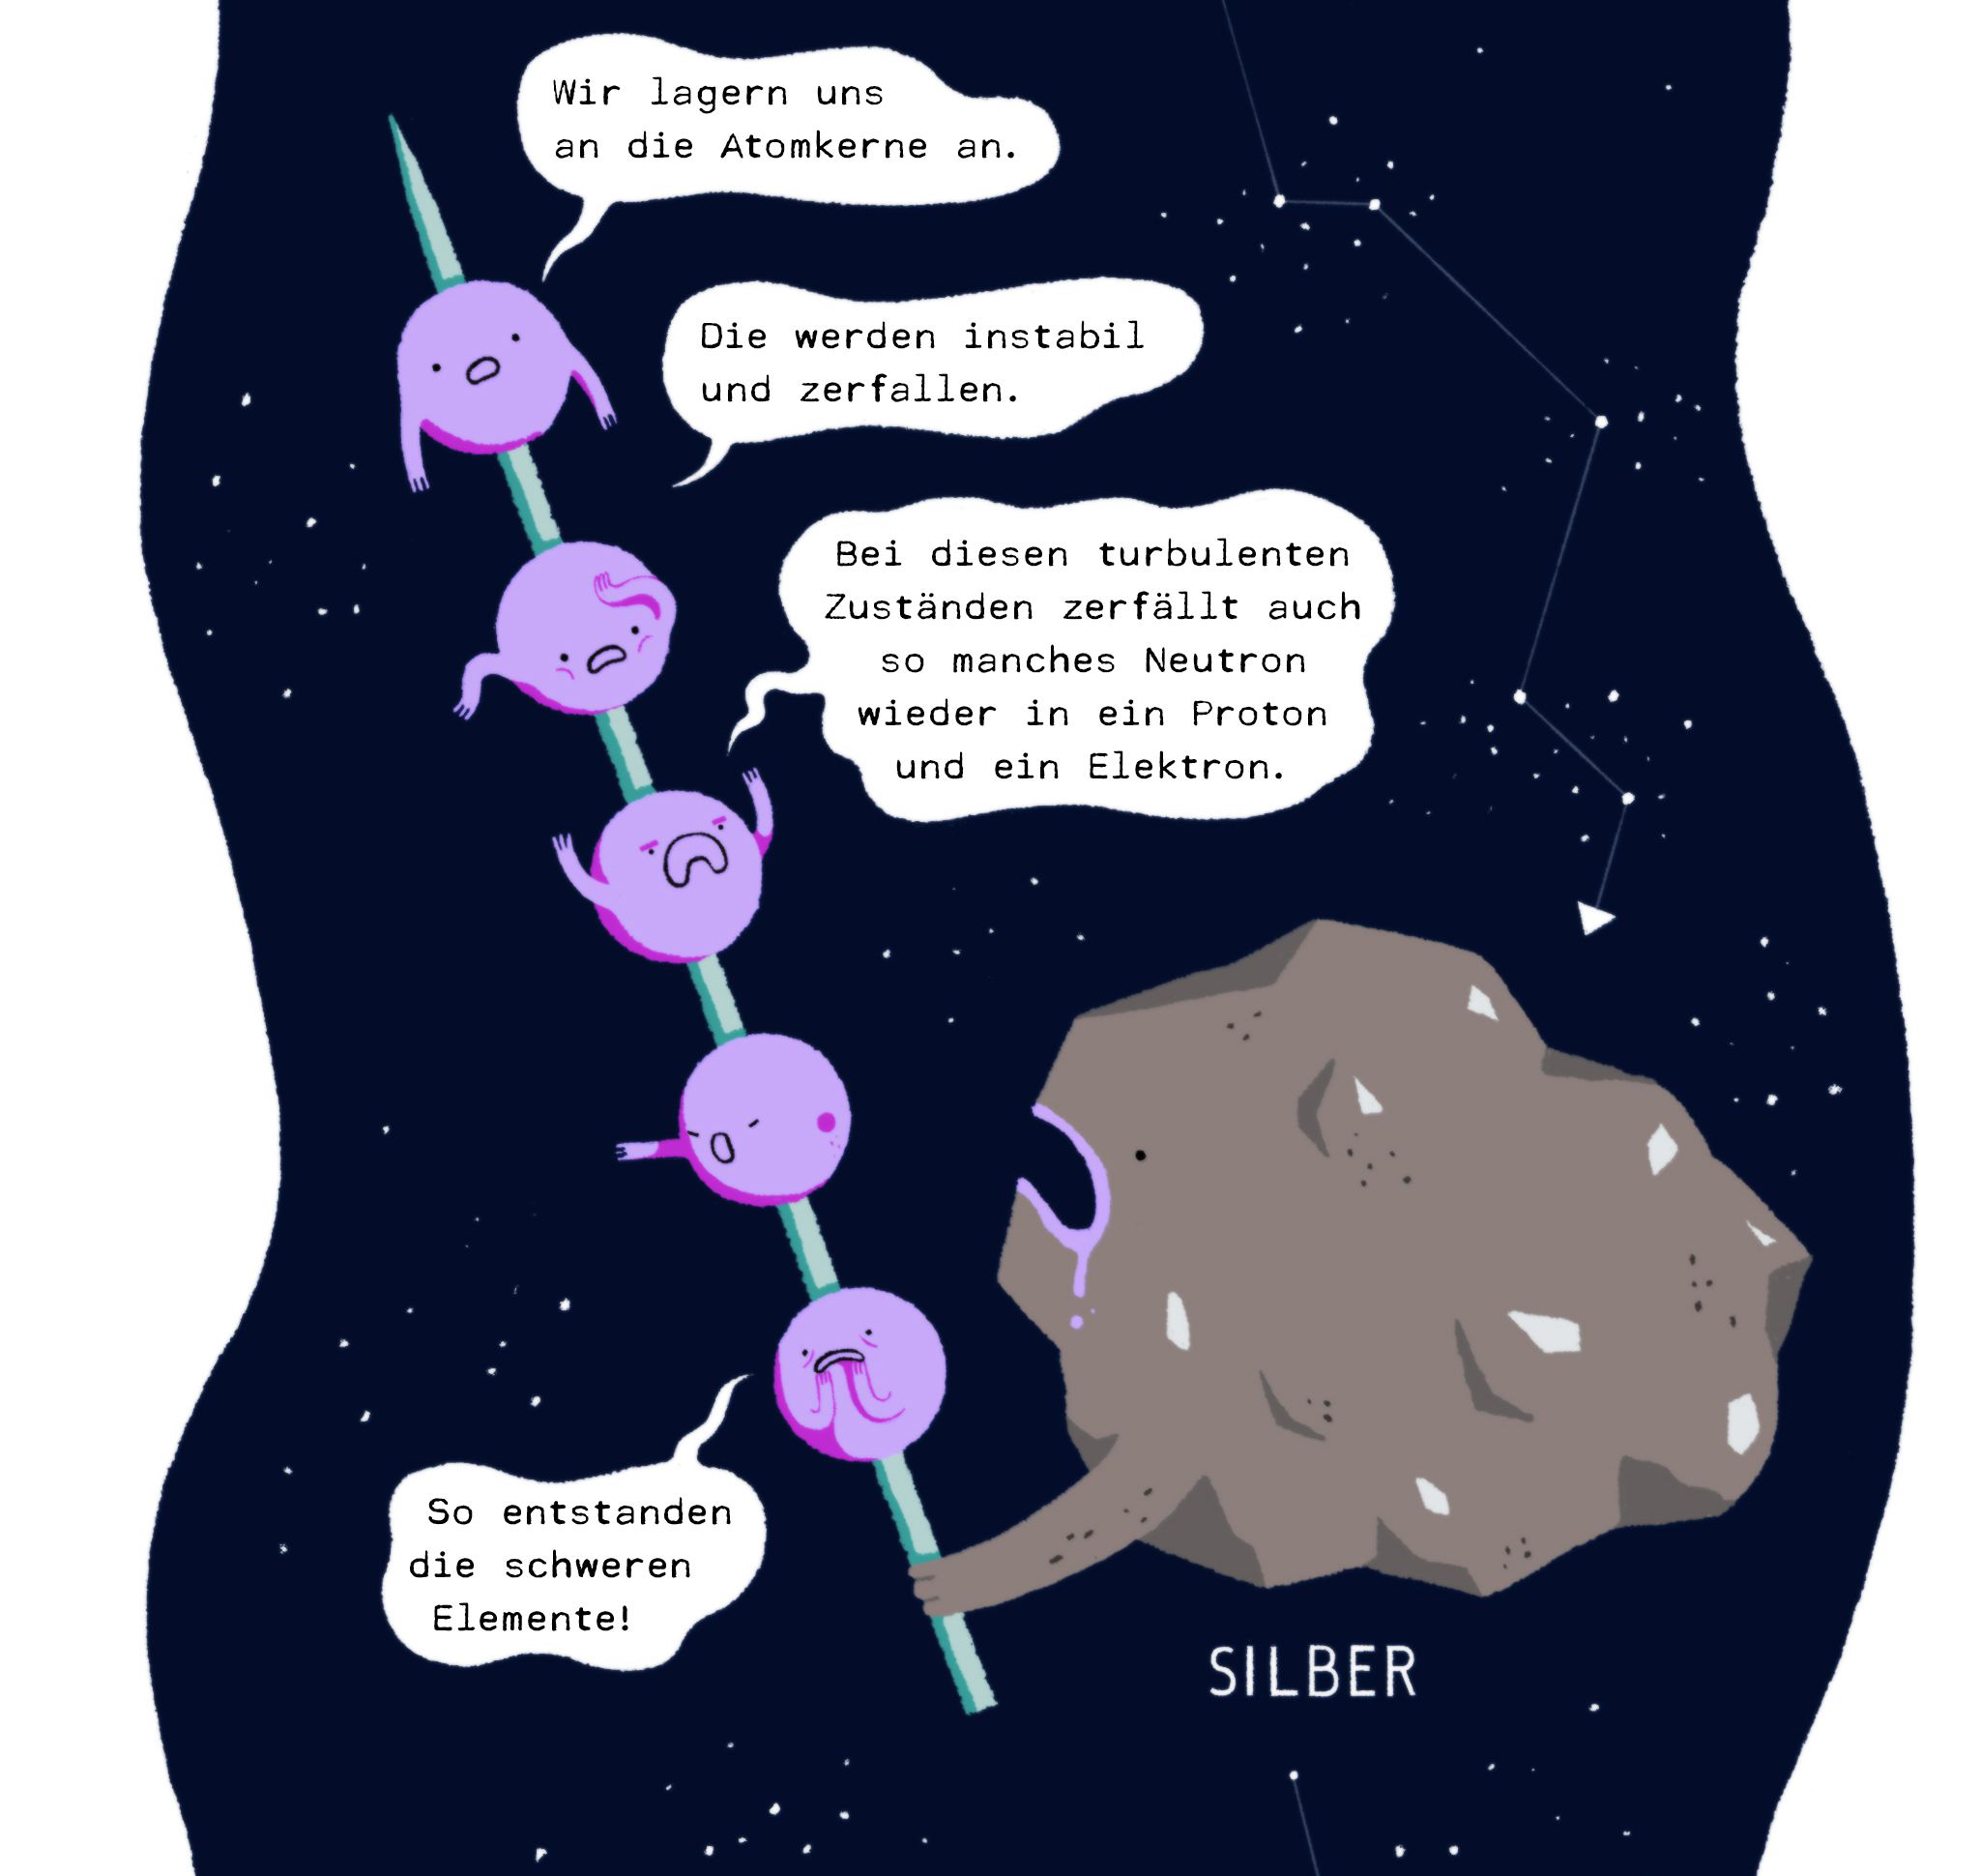 Wir lagern uns
an die Atomkerne an.
Die werden instabil
und zerfallen.
Bei diesen turbulenten
Zuständen zerfällt auch
so manches Neutron
wieder in ein Proton
und ein Elektron.
So entstanden
die schweren
Elemente!
SILBER